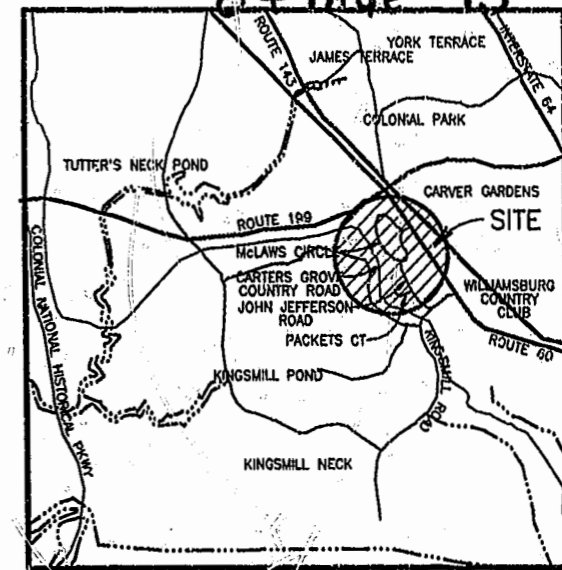 YORK TERRACE
INTERSTATE 64
ROUTE 143
JAMES TERRACE
COLONIAL PARK
TUTTER'S NECK POND
CARVER GARDENS
ROUTE 199
SITE
COLONIAL NATIONAL HISTORICAL PKWY
McLAWS CIRCLE
CARTERS GROVE
COUNTRY ROAD
JOHN JEFFERSON
ROAD
WILLIAMSBURG
COUNTRY
CLUB
PACKETS CT
ROUTE 60
KINGSMILL POND
KINGSMILL ROAD
KINGSMILL NECK